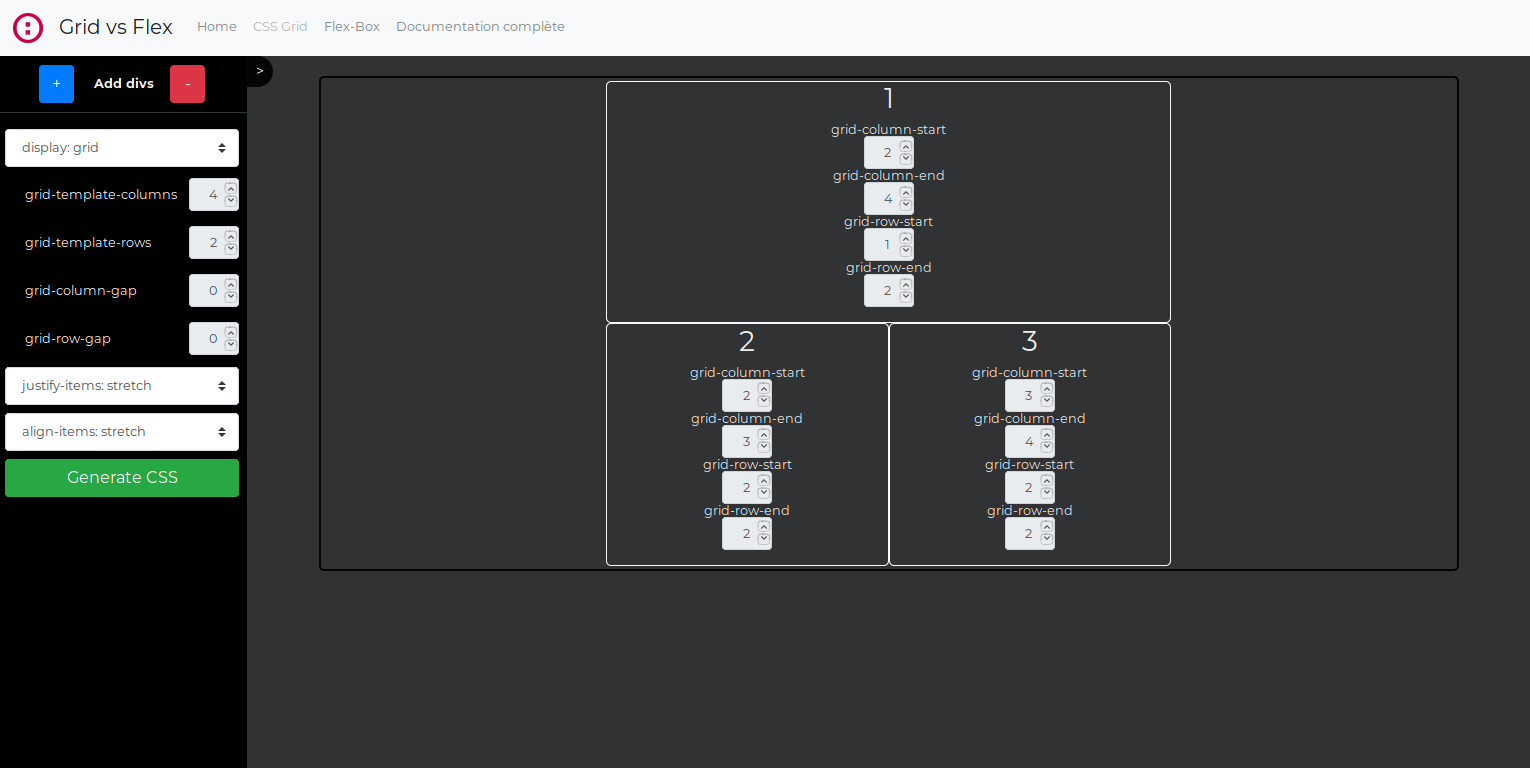 Grid vs Flex Home CSS Grid Flex-Box Documentation complète
+ Add divs -
>
display: grid
grid-template-columns 4
grid-template-rows 2
grid-column-gap 0
grid-row-gap 0
justify-items: stretch
align-items: stretch
Generate CSS
1
grid-column-start
2
grid-column-end
4
grid-row-start
1
grid-row-end
2
2
grid-column-start
2
grid-column-end
3
grid-row-start
2
grid-row-end
2
3
grid-column-start
3
grid-column-end
4
grid-row-start
2
grid-row-end
2